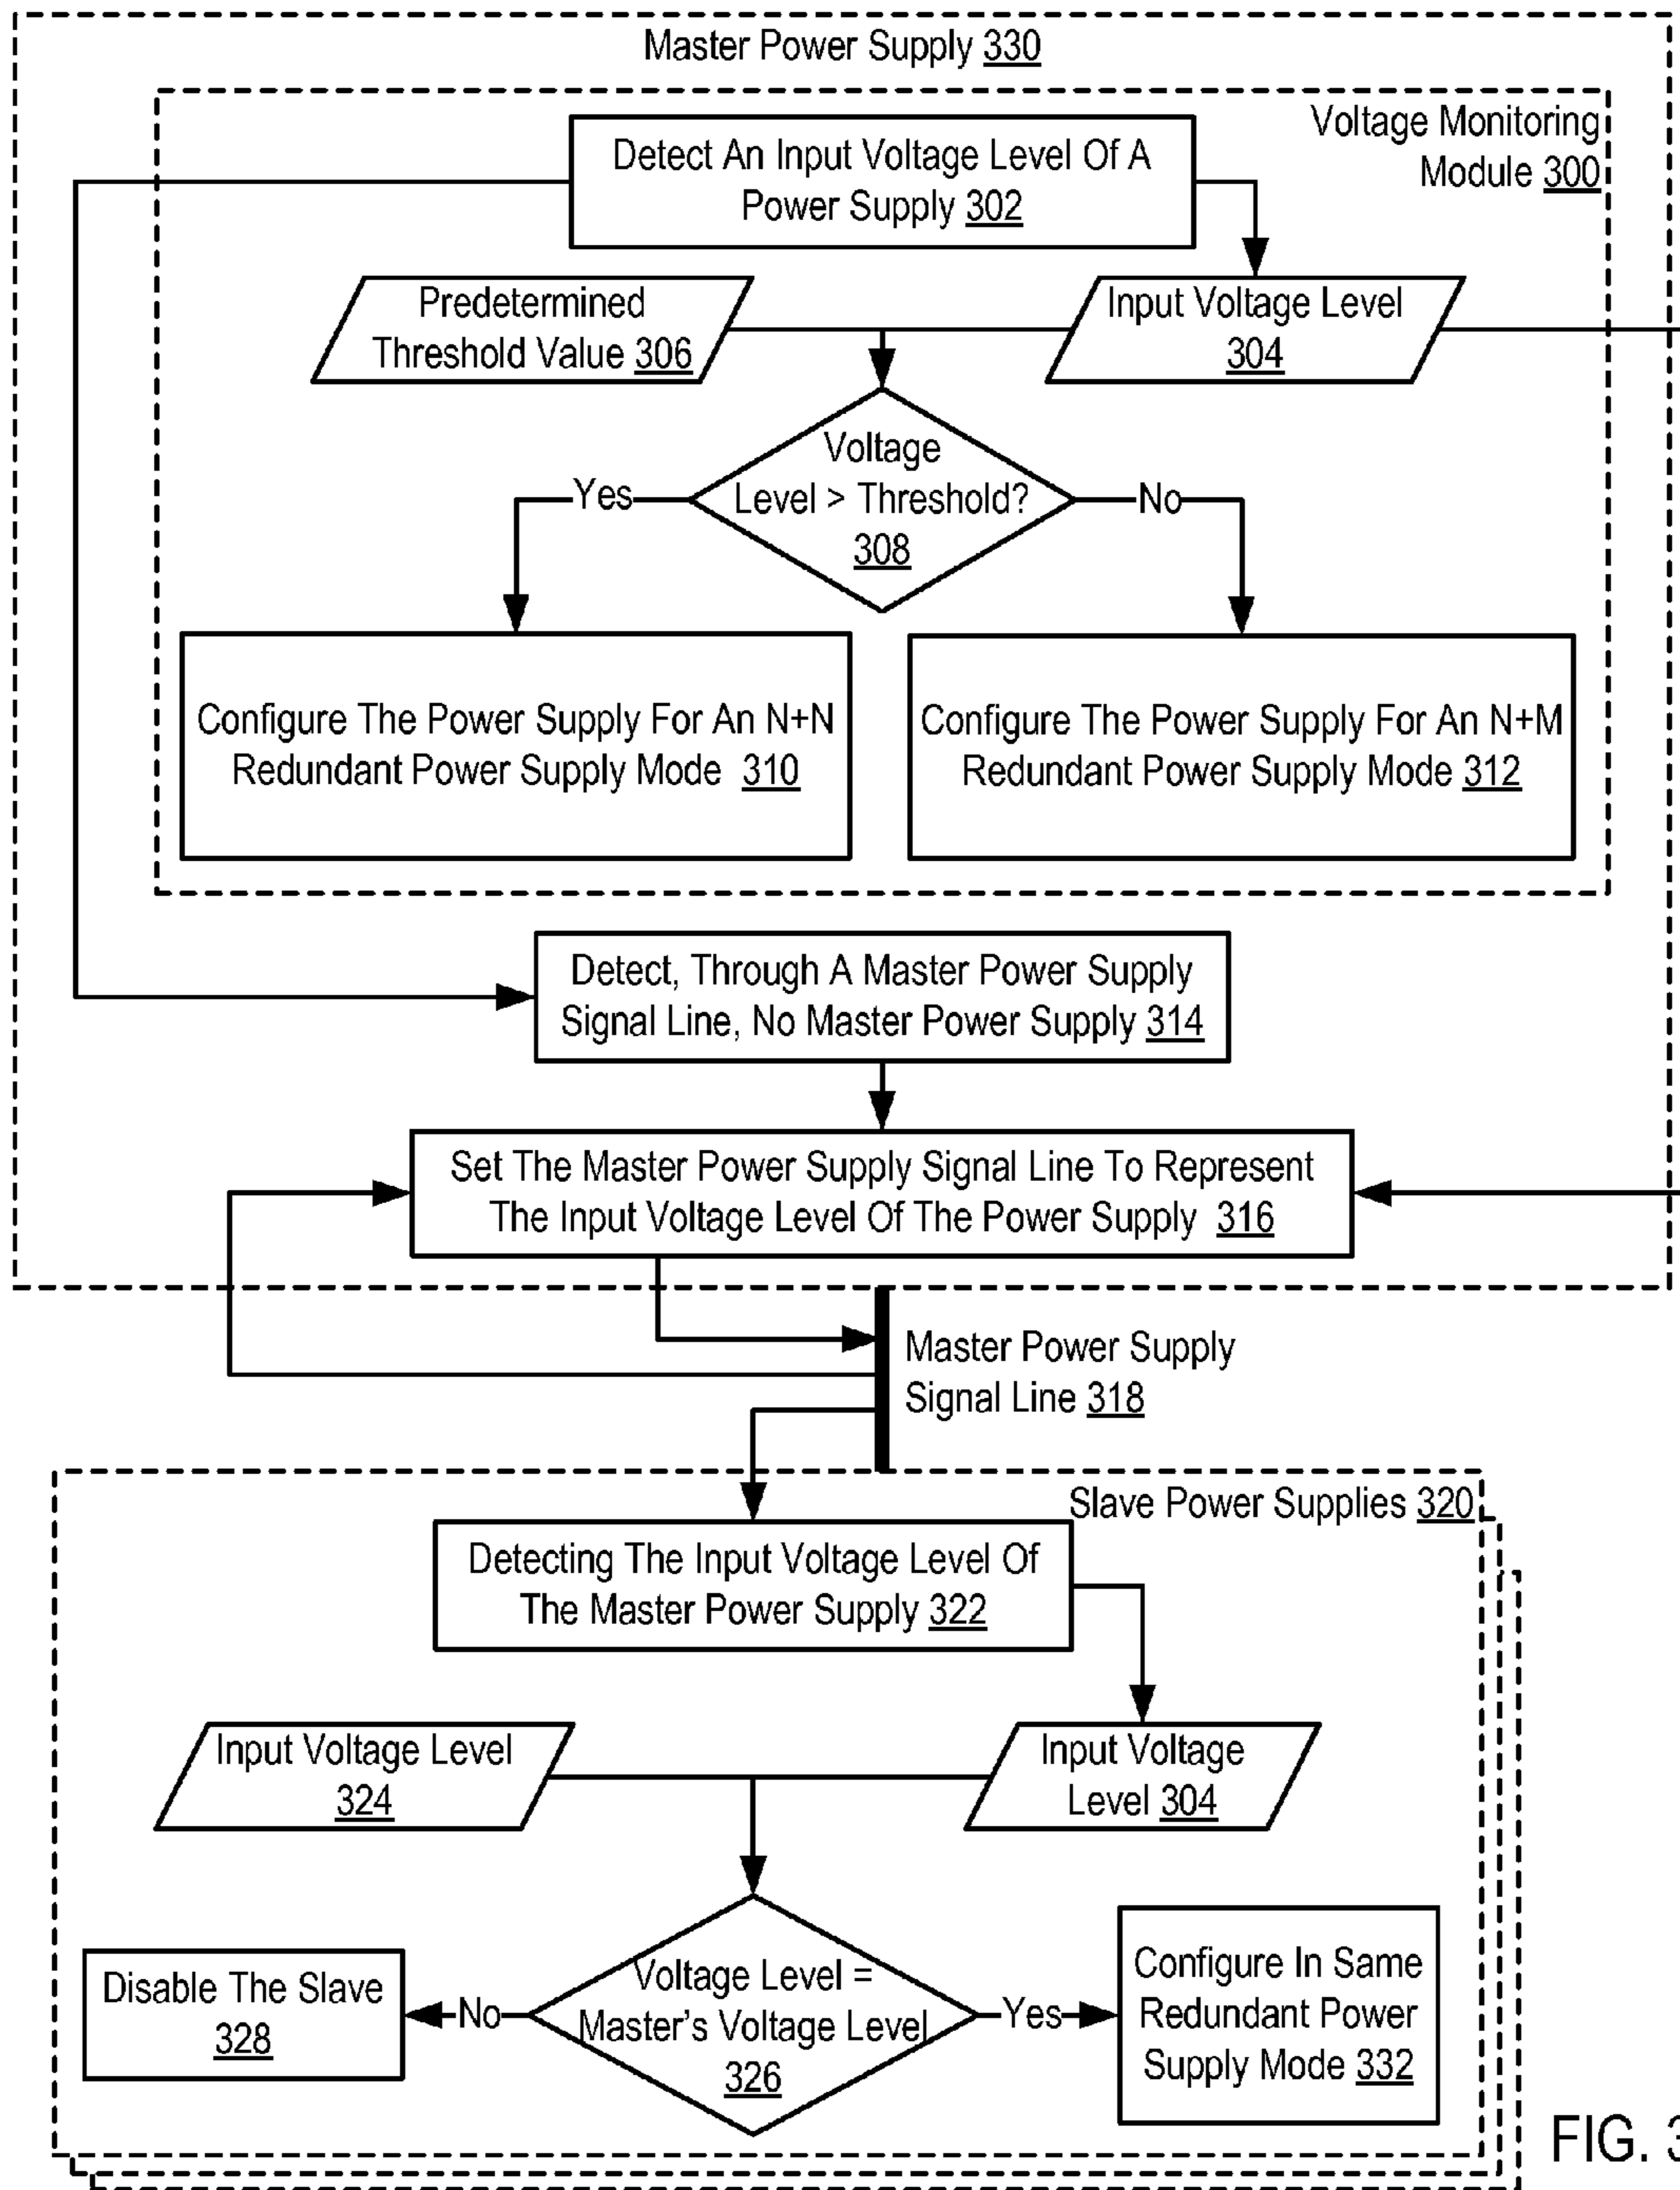 Master Power Supply 330
Voltage Monitoring
Module 300
Detect An Input Voltage Level Of A
Power Supply 302
Predetermined
Threshold Value 306
Input Voltage Level
304
Voltage
Level > Threshold?
308
Yes
No
Configure The Power Supply For An N+N
Redundant Power Supply Mode 310
Configure The Power Supply For An N+M
Redundant Power Supply Mode 312
Detect, Through A Master Power Supply
Signal Line, No Master Power Supply 314
Set The Master Power Supply Signal Line To Represent
The Input Voltage Level Of The Power Supply 316
Master Power Supply
Signal Line 318
Slave Power Supplies 320
Detecting The Input Voltage Level Of
The Master Power Supply 322
Input Voltage Level
324
Input Voltage
Level 304
Voltage Level =
Master's Voltage Level
326
No
Yes
Disable The Slave
328
Configure In Same
Redundant Power
Supply Mode 332
FIG. 3